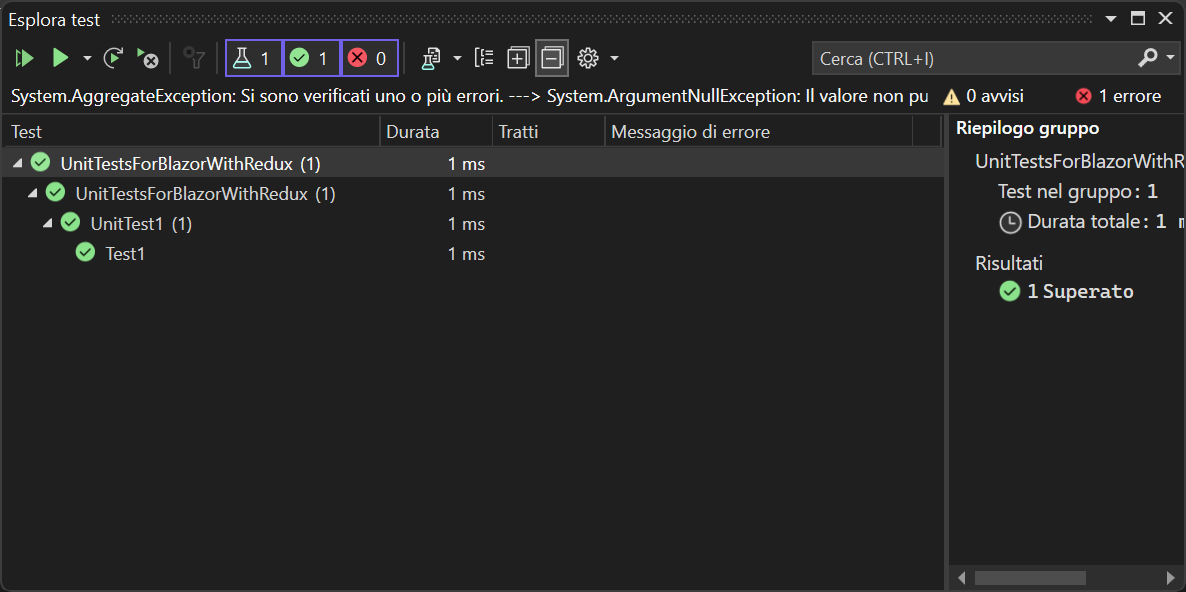 Esplora test
1 1 0 Cerca (CTRL+I)
System.AggregateException: Si sono verificati uno o più errori. ---> System.ArgumentNullException: Il valore non pu 0 avvisi 1 errore
Test Durata Tratti Messaggio di errore
UnitTestsForBlazorWithRedux (1) 1 ms
UnitTestsForBlazorWithRedux (1) 1 ms
UnitTest1 (1) 1 ms
Test1 1 ms
Riepilogo gruppo
UnitTestsForBlazorWithR
Test nel gruppo: 1
Durata totale: 1 m
Risultati
1 Superato